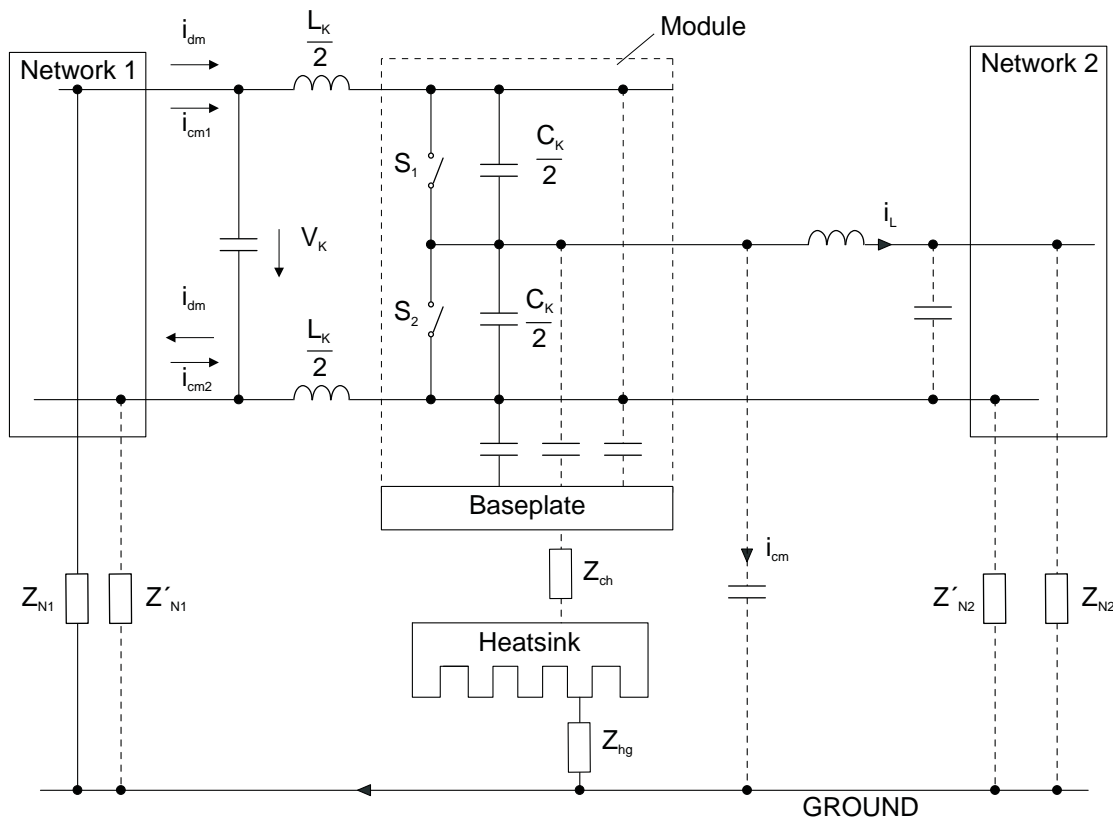 Module
Network 1
Network 2
i_dm
L_K
2
i_cm1
S_1
C_K
2
V_K
i_L
i_dm
L_K
2
S_2
C_K
2
i_cm2
Baseplate
Z_N1
Z´_N1
Z_ch
i_cm
Z´_N2
Z_N2
Heatsink
Z_hg
GROUND